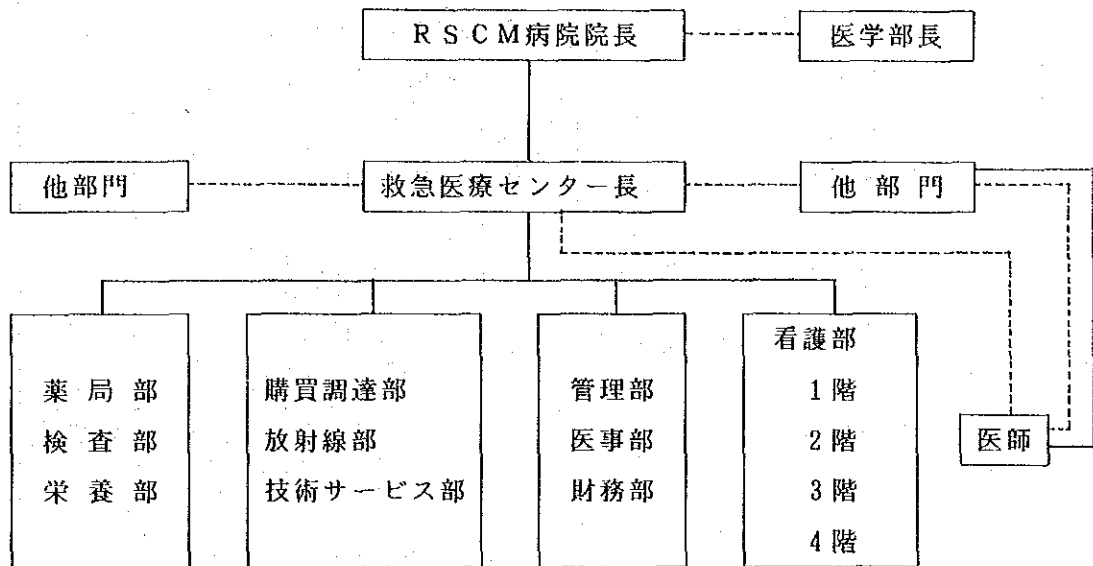 RSCM病院院長
医学部長
他部門
救急医療センター長
他部門
薬局部
検査部
栄養部
購買調達部
放射線部
技術サービス部
管理部
医事部
財務部
看護部
1階
2階
3階
4階
医師